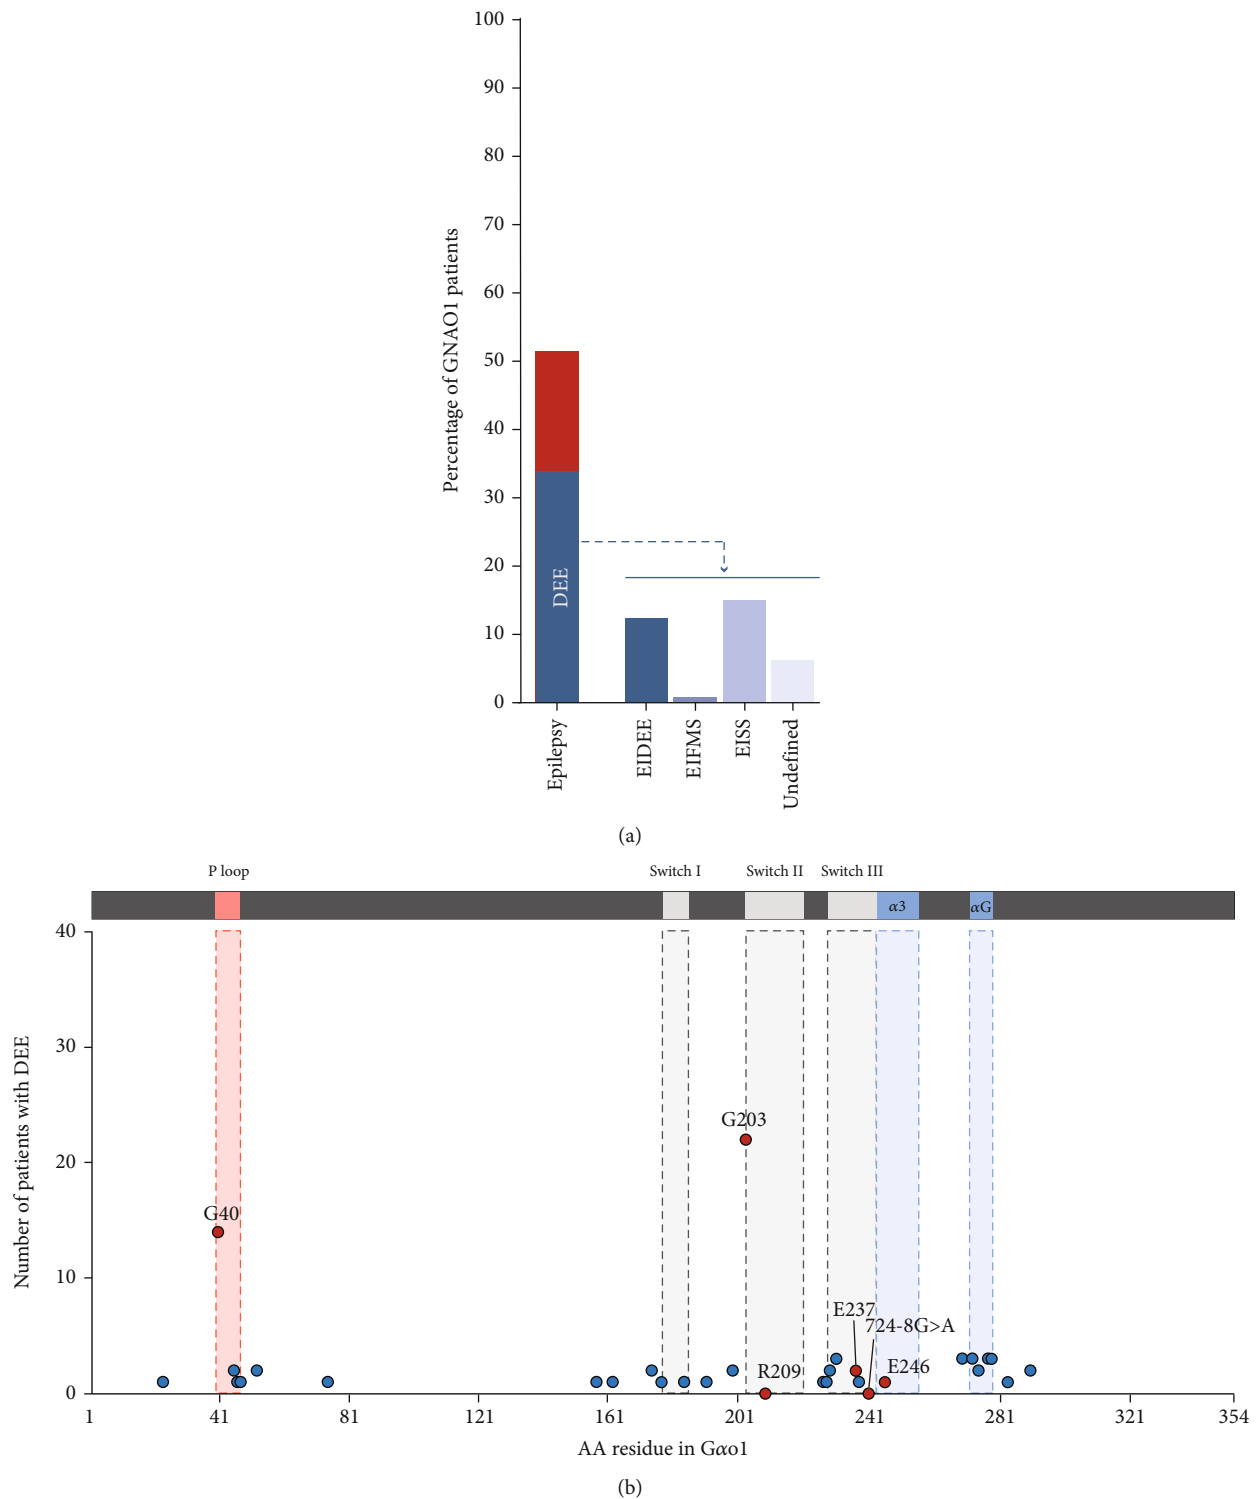 100
90
80
70
60
50
40
30
20
10
0
Percentage of GNAO1 patients
DEE
Epilepsy
EIDEE
EIFMS
EISS
Undefined
(a)
P loop Switch I Switch II Switch III
α3 αG
40
30
20
10
0
Number of patients with DEE
G203
G40
E237
724-8G>A
R209 E246
1 41 81 121 161 201 241 281 321 354
AA residue in Gαo1
(b)